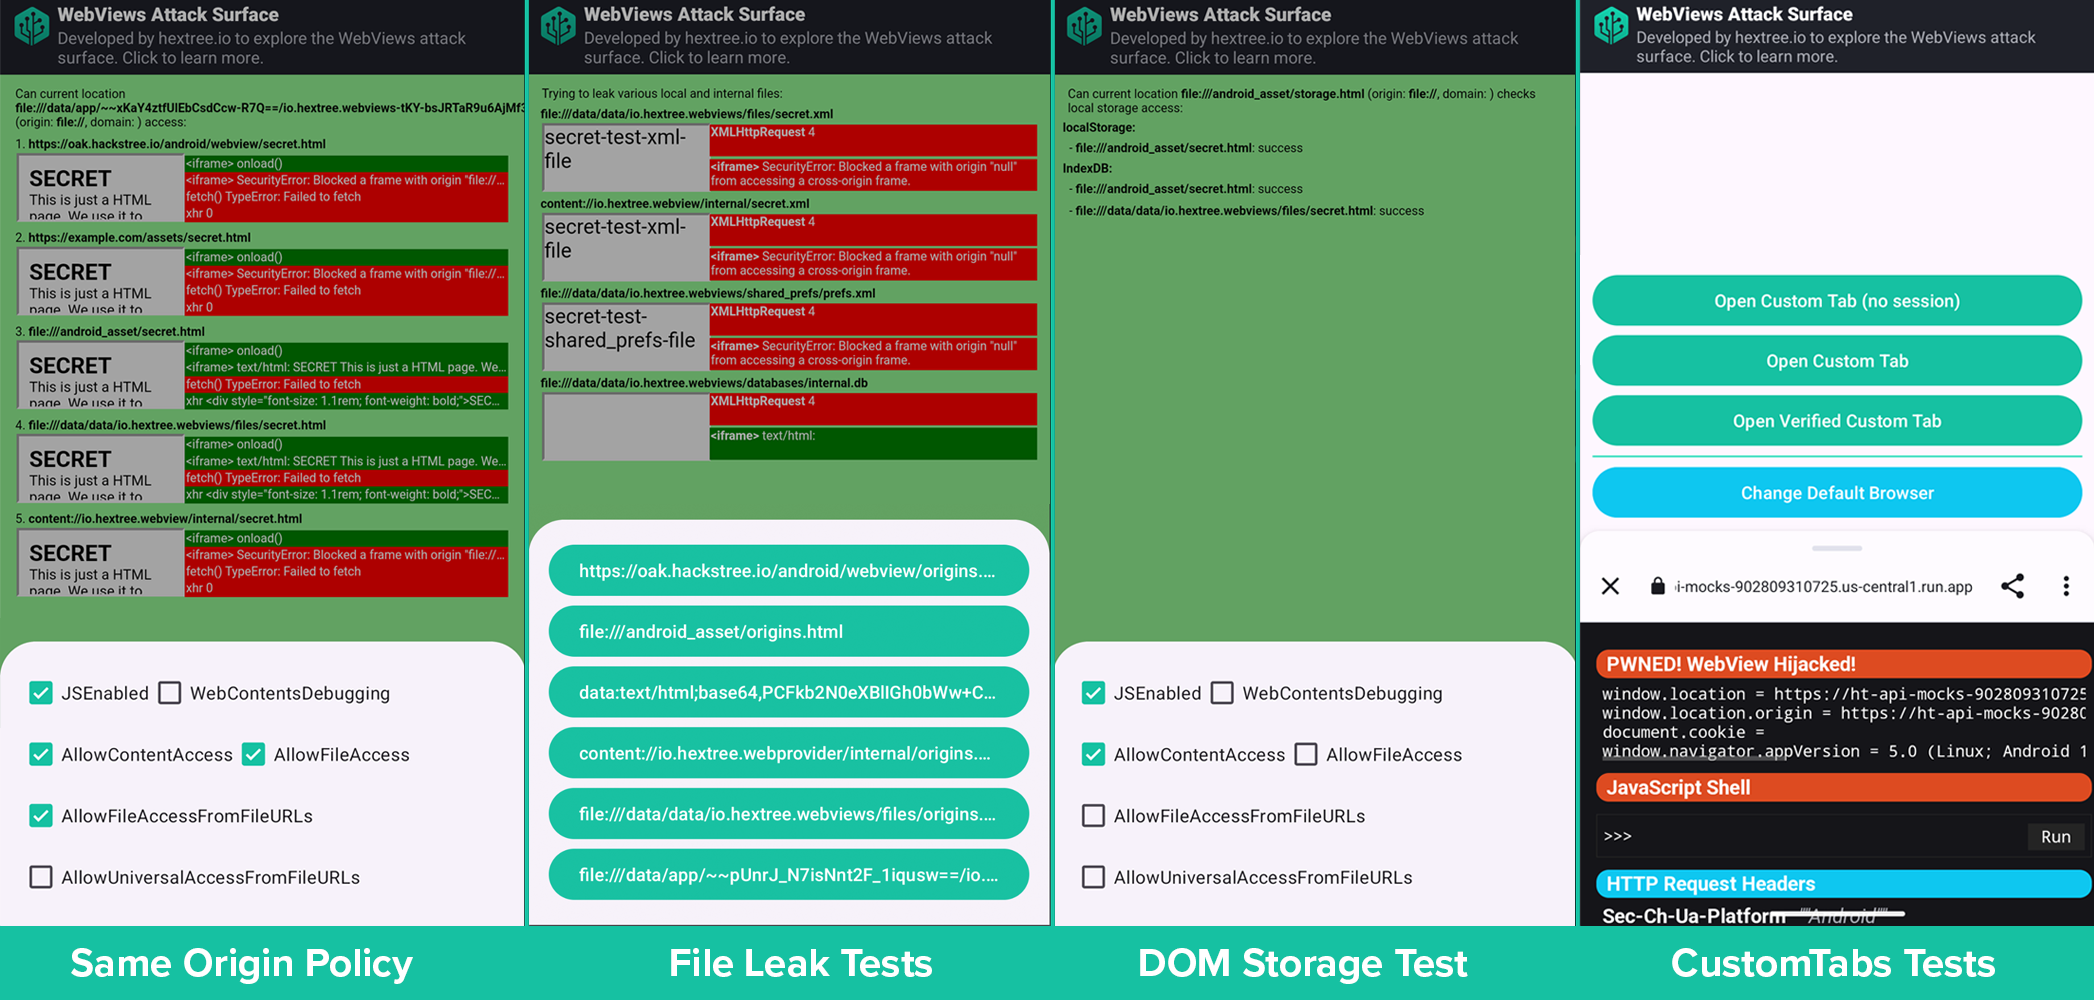 WebViews Attack Surface
Developed by hextree.io to explore the WebViews attack
surface. Click to learn more.
Can current location
file:///data/app/~~xKaY4ztfUlEbCsdCcw-R7Q==/io.hextree.webviews-tKY-bsJRTaR9u6AjMf3
(origin: file://, domain: ) access:
1. https://oak.hackstree.io/android/webview/secret.html
SECRET
This is just a HTML
page. We use it to
<iframe> onload()
<iframe> SecurityError: Blocked a frame with origin "file://...
fetch() TypeError: Failed to fetch
xhr 0
2. https://example.com/assets/secret.html
SECRET
This is just a HTML
page. We use it to
<iframe> onload()
<iframe> SecurityError: Blocked a frame with origin "file://...
fetch() TypeError: Failed to fetch
xhr 0
3. file:///android_asset/secret.html
SECRET
This is just a HTML
page. We use it to
<iframe> onload()
<iframe> text/html: SECRET This is just a HTML page. We...
fetch() TypeError: Failed to fetch
xhr <div style="font-size: 1.1rem; font-weight: bold;">SEC...
4. file:///data/data/io.hextree.webviews/files/secret.html
SECRET
This is just a HTML
page. We use it to
<iframe> onload()
<iframe> text/html: SECRET This is just a HTML page. We...
fetch() TypeError: Failed to fetch
xhr <div style="font-size: 1.1rem; font-weight: bold;">SEC...
5. content://io.hextree.webview/internal/secret.html
SECRET
This is just a HTML
page. We use it to
<iframe> onload()
<iframe> SecurityError: Blocked a frame with origin "file://...
fetch() TypeError: Failed to fetch
xhr 0
JSEnabled WebContentsDebugging
AllowContentAccess AllowFileAccess
AllowFileAccessFromFileURLs
AllowUniversalAccessFromFileURLs
Same Origin Policy
WebViews Attack Surface
Developed by hextree.io to explore the WebViews attack
surface. Click to learn more.
Trying to leak various local and internal files:
file:///data/data/io.hextree.webviews/files/secret.xml
secret-test-xml-
file
XMLHttpRequest 4
<iframe> SecurityError: Blocked a frame with origin "null"
from accessing a cross-origin frame.
content://io.hextree.webview/internal/secret.xml
secret-test-xml-
file
XMLHttpRequest 4
<iframe> SecurityError: Blocked a frame with origin "null"
from accessing a cross-origin frame.
file:///data/data/io.hextree.webviews/shared_prefs/prefs.xml
secret-test-
shared_prefs-file
XMLHttpRequest 4
<iframe> SecurityError: Blocked a frame with origin "null"
from accessing a cross-origin frame.
file:///data/data/io.hextree.webviews/databases/internal.db
XMLHttpRequest 4
<iframe> text/html:
https://oak.hackstree.io/android/webview/origins....
file:///android_asset/origins.html
data:text/html;base64,PCFkb2N0eXBlIGh0bWw+C...
content://io.hextree.webprovider/internal/origins....
file:///data/data/io.hextree.webviews/files/origins....
file:///data/app/~~pUnrJ_N7isNnt2F_1iqusw==/io....
File Leak Tests
WebViews Attack Surface
Developed by hextree.io to explore the WebViews attack
surface. Click to learn more.
Can current location file:///android_asset/storage.html (origin: file://, domain: ) checks
local storage access:
localStorage:
- file:///android_asset/secret.html: success
IndexDB:
- file:///android_asset/secret.html: success
- file:///data/data/io.hextree.webviews/files/secret.html: success
JSEnabled WebContentsDebugging
AllowContentAccess AllowFileAccess
AllowFileAccessFromFileURLs
AllowUniversalAccessFromFileURLs
DOM Storage Test
WebViews Attack Surface
Developed by hextree.io to explore the WebViews attack
surface. Click to learn more.
Open Custom Tab (no session)
Open Custom Tab
Open Verified Custom Tab
Change Default Browser
i-mocks-902809310725.us-central1.run.app
PWNED! WebView Hijacked!
window.location = https://ht-api-mocks-902809310725
window.location.origin = https://ht-api-mocks-90280
document.cookie =
window.navigator.appVersion = 5.0 (Linux; Android 1
JavaScript Shell
>>> Run
HTTP Request Headers
Sec-Ch-Ua-Platform ""Android""
CustomTabs Tests